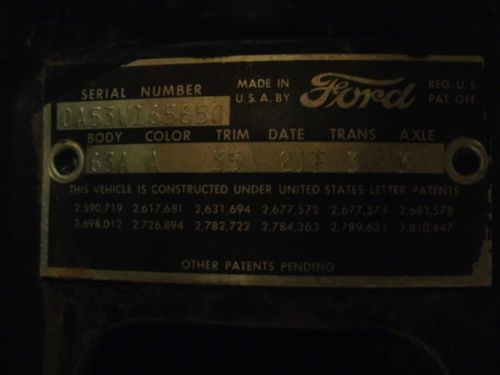 SERIAL NUMBER MADE IN U.S.A. BY Ford REG. U.S. PAT. OFF.
0A53U165650
BODY COLOR TRIM DATE TRANS AXLE
63A A 35 21F 3 3
THIS VEHICLE IS CONSTRUCTED UNDER UNITED STATES LETTER PATENTS
2,590,719 2,617,681 2,631,694 2,677,572 2,677,574 2,683,578
2,698,012 2,726,894 2,782,722 2,784,363 2,789,621 2,810,447
OTHER PATENTS PENDING